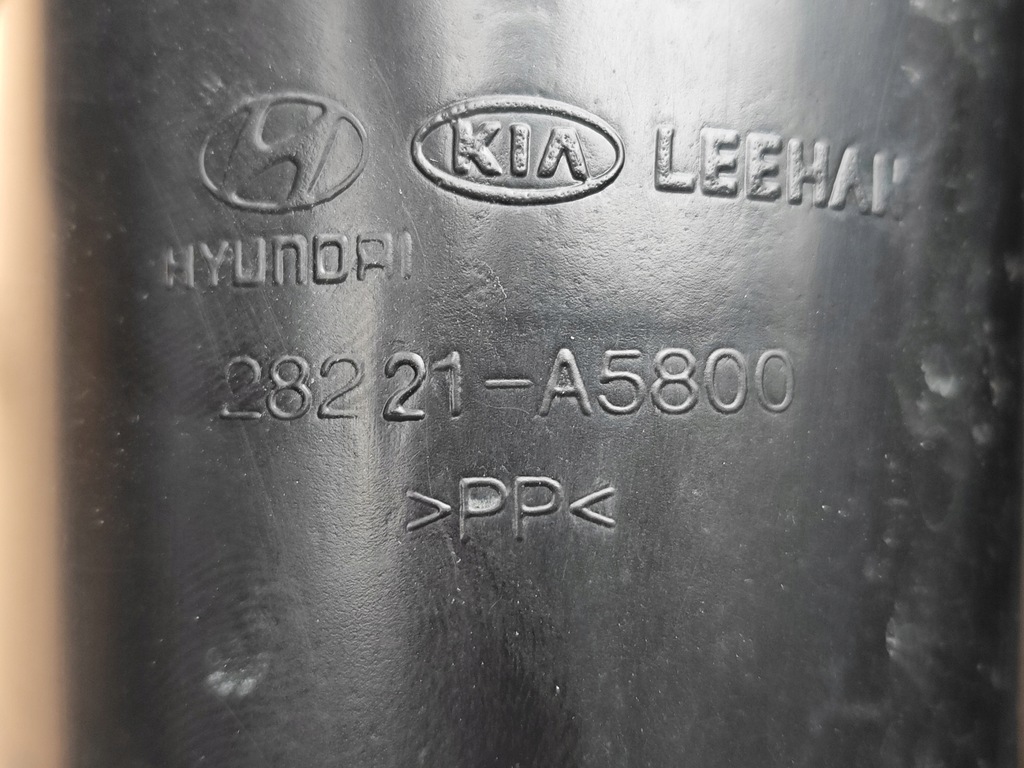 KIA LEEHAN
HYUNDAI
28221-A5800
>PP<